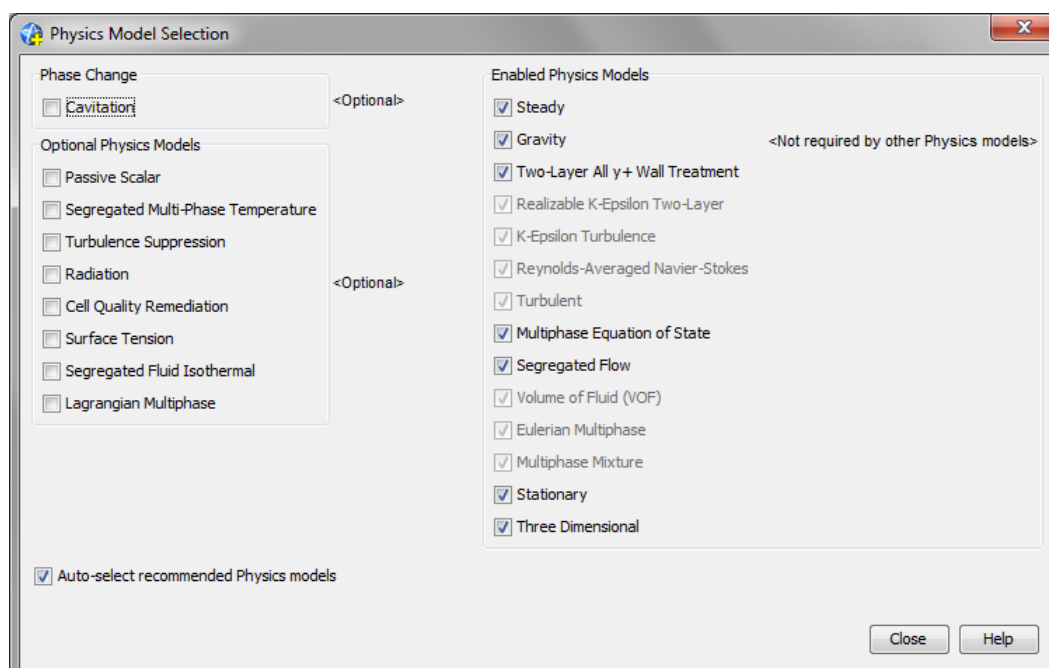 Physics Model Selection
Phase Change
Cavitation
<Optional>
Optional Physics Models
Passive Scalar
Segregated Multi-Phase Temperature
Turbulence Suppression
Radiation
Cell Quality Remediation
Surface Tension
Segregated Fluid Isothermal
Lagrangian Multiphase
<Optional>
Enabled Physics Models
Steady
Gravity <Not required by other Physics models>
Two-Layer All y+ Wall Treatment
Realizable K-Epsilon Two-Layer
K-Epsilon Turbulence
Reynolds-Averaged Navier-Stokes
Turbulent
Multiphase Equation of State
Segregated Flow
Volume of Fluid (VOF)
Eulerian Multiphase
Multiphase Mixture
Stationary
Three Dimensional
Auto-select recommended Physics models
Close Help